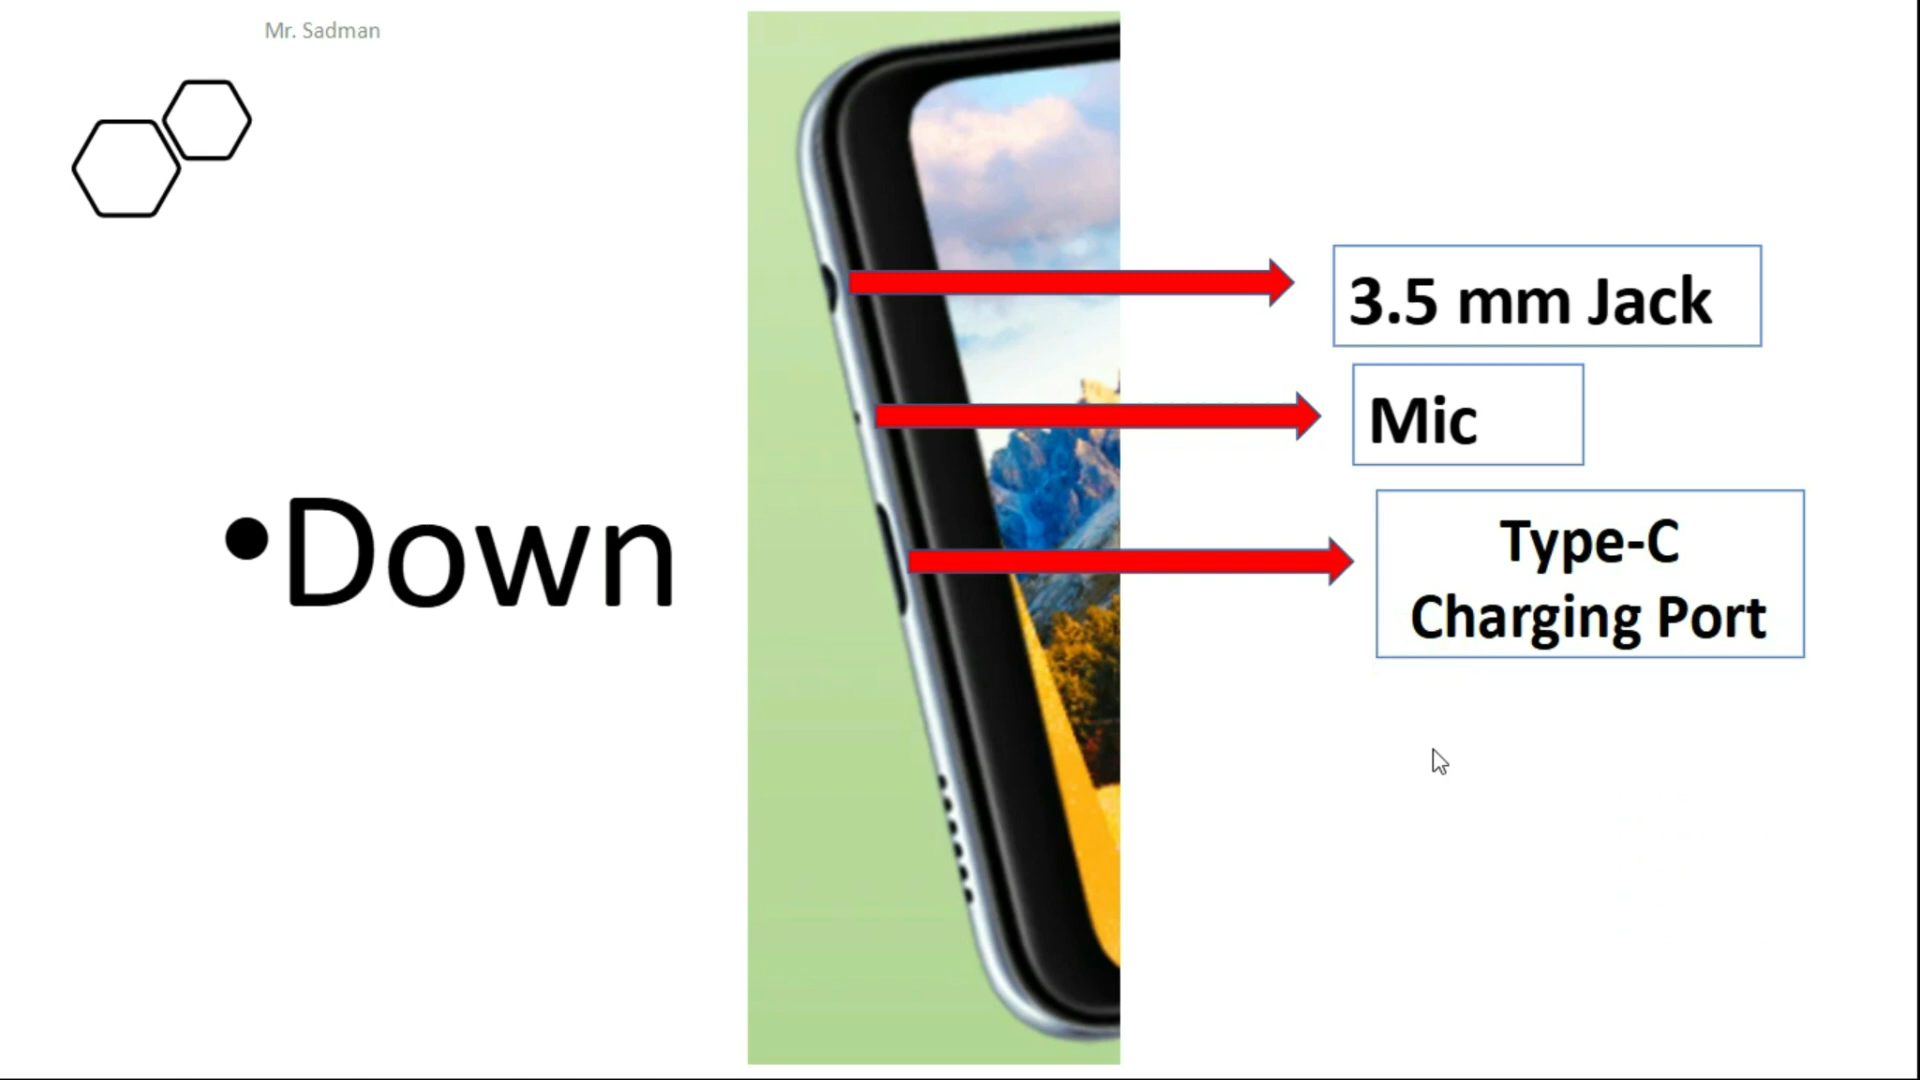 Mr. Sadman
3.5 mm Jack
Mic
•Down
Type-C
Charging Port